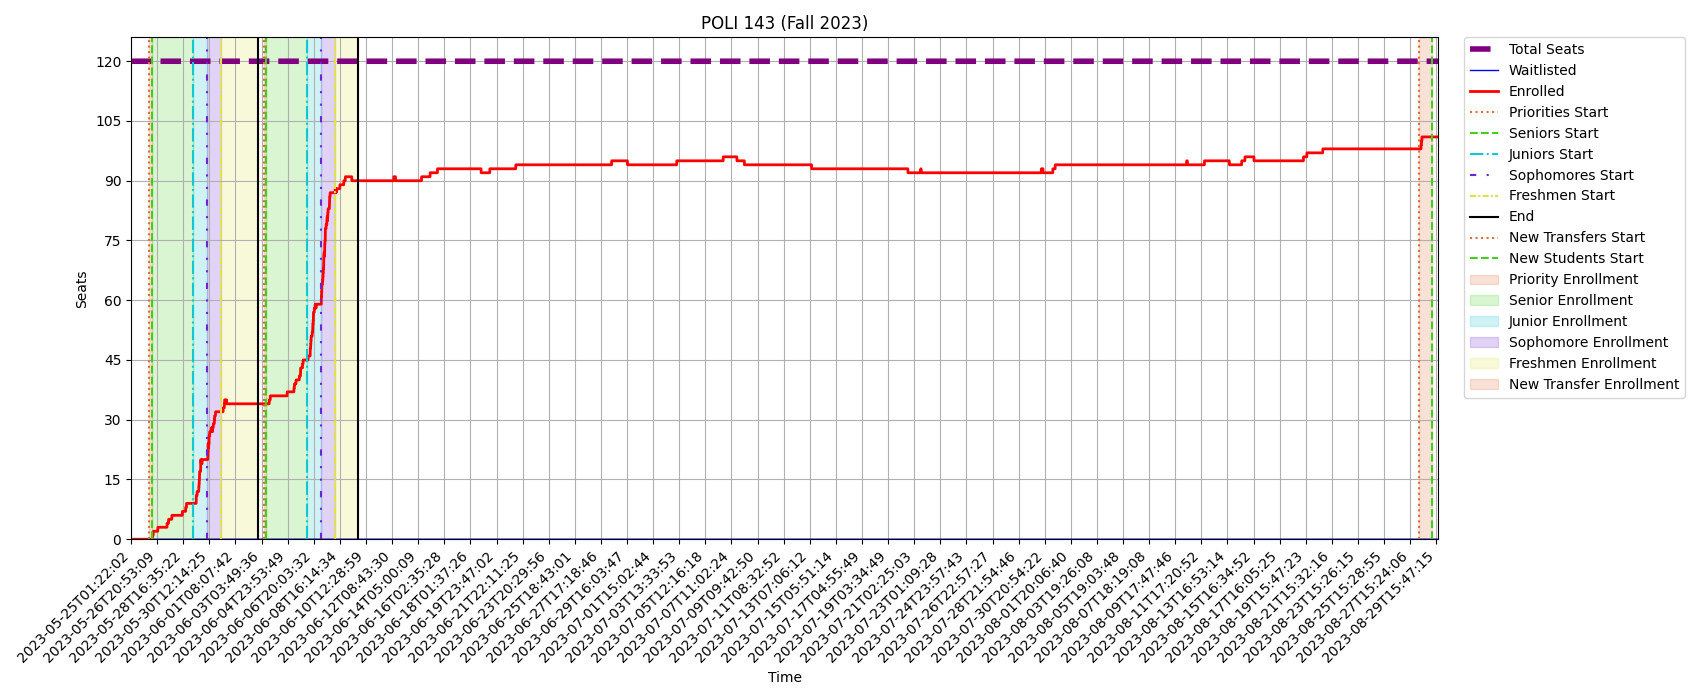 POLI 143 (Fall 2023)
Seats
120
105
90
75
60
45
30
15
0
2023-05-25T01:22:02
2023-05-26T20:53:09
2023-05-28T16:35:22
2023-05-30T12:14:25
2023-06-01T08:07:42
2023-06-03T03:49:36
2023-06-04T23:53:49
2023-06-06T20:03:32
2023-06-08T16:14:34
2023-06-10T12:28:59
2023-06-12T08:43:30
2023-06-14T05:00:09
2023-06-16T02:35:28
2023-06-18T01:37:26
2023-06-19T23:47:02
2023-06-21T22:11:25
2023-06-23T20:29:56
2023-06-25T18:43:01
2023-06-27T17:18:46
2023-06-29T16:03:47
2023-07-01T15:02:44
2023-07-03T13:33:53
2023-07-05T12:16:18
2023-07-07T11:02:24
2023-07-09T09:42:50
2023-07-11T08:32:52
2023-07-13T07:06:12
2023-07-15T05:51:14
2023-07-17T04:55:49
2023-07-19T03:34:49
2023-07-21T02:25:03
2023-07-23T01:09:28
2023-07-24T23:57:43
2023-07-26T22:57:27
2023-07-28T21:54:46
2023-07-30T20:54:22
2023-08-01T20:06:40
2023-08-03T19:26:08
2023-08-05T19:03:48
2023-08-07T18:19:08
2023-08-09T17:47:46
2023-08-11T17:20:52
2023-08-13T16:53:14
2023-08-15T16:34:52
2023-08-17T16:05:25
2023-08-19T15:47:23
2023-08-21T15:32:16
2023-08-23T15:26:15
2023-08-25T15:28:55
2023-08-27T15:24:06
2023-08-29T15:47:15
Time
Total Seats
Waitlisted
Enrolled
Priorities Start
Seniors Start
Juniors Start
Sophomores Start
Freshmen Start
End
New Transfers Start
New Students Start
Priority Enrollment
Senior Enrollment
Junior Enrollment
Sophomore Enrollment
Freshmen Enrollment
New Transfer Enrollment